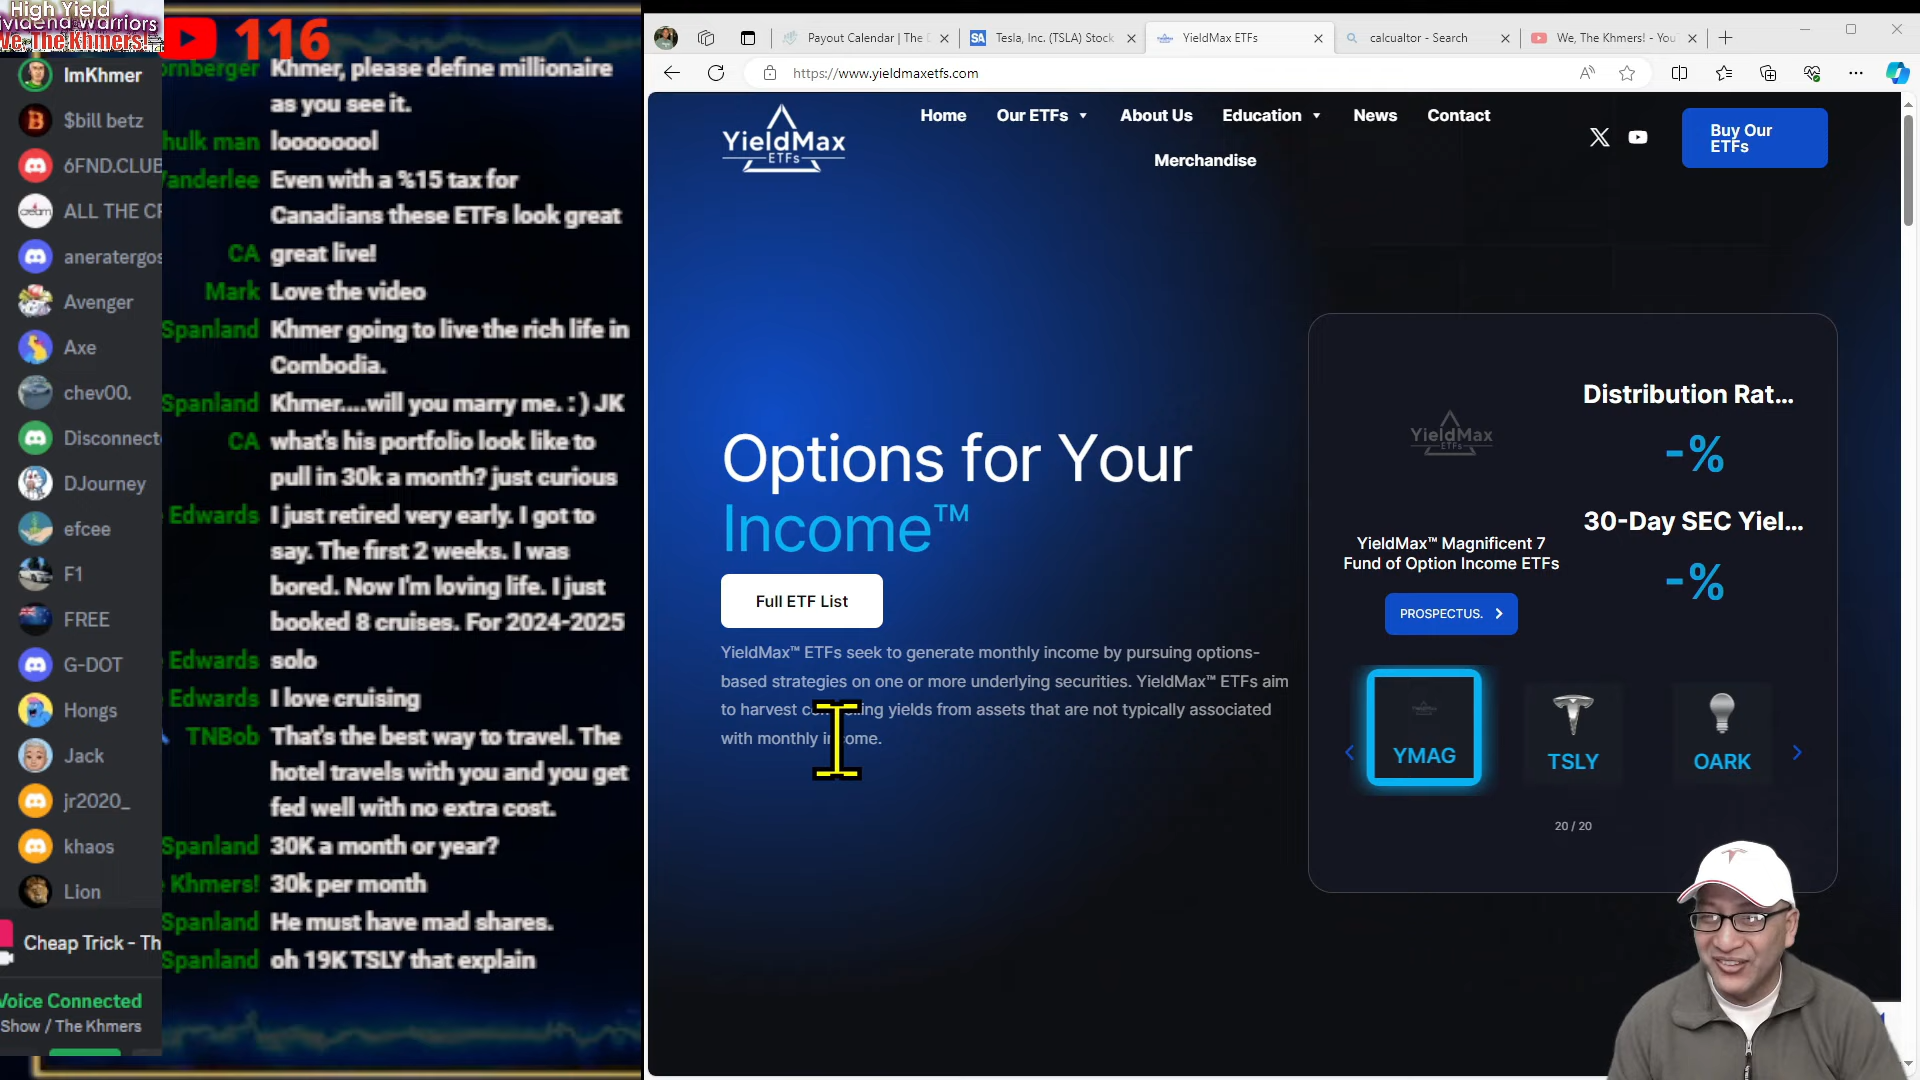 High Yield
vidend Warriors
We, The Khmers!
116
ImKhmer
$bill betz
6FND.CLUB
ALL THE CR
aneratergos
Avenger
Axe
chev00.
Disconnect
DJourney
efcee
F1
FREE
G-DOT
Hongs
Jack
jr2020_
khaos
Lion
Cheap Trick - Th
Voice Connected
Show / The Khmers
ornberger Khmer, please define millionaire
as you see it.
hulk man looooooool
Vanderlee Even with a %15 tax for
Canadians these ETFs look great
CA great live!
Mark Love the video
Spanland Khmer going to live the rich life in
Combodia.
Spanland Khmer....will you marry me. : ) JK
CA what's his portfolio look like to
pull in 30k a month? just curious
Edwards I just retired very early. I got to
say. The first 2 weeks. I was
bored. Now I'm loving life. I just
booked 8 cruises. For 2024-2025
Edwards solo
Edwards I love cruising
TNBob That's the best way to travel. The
hotel travels with you and you get
fed well with no extra cost.
Spanland 30K a month or year?
Khmers! 30k per month
Spanland He must have mad shares.
Spanland oh 19K TSLY that explain
Payout Calendar | The D
SA Tesla, Inc. (TSLA) Stock
YieldMax ETFs
calcualtor - Search
We, The Khmers! - You
https://www.yieldmaxetfs.com
YieldMax
ETFs
Home Our ETFs About Us Education News Contact
Merchandise
Buy Our
ETFs
Options for Your
Income™
Full ETF List
YieldMax™ ETFs seek to generate monthly income by pursuing options-
based strategies on one or more underlying securities. YieldMax™ ETFs aim
to harvest yields from assets that are not typically associated
with monthly income.
YieldMax
ETFs
YieldMax™ Magnificent 7
Fund of Option Income ETFs
PROSPECTUS.
Distribution Rat...
-%
30-Day SEC Yiel...
-%
YMAG
TSLY
OARK
20 / 20